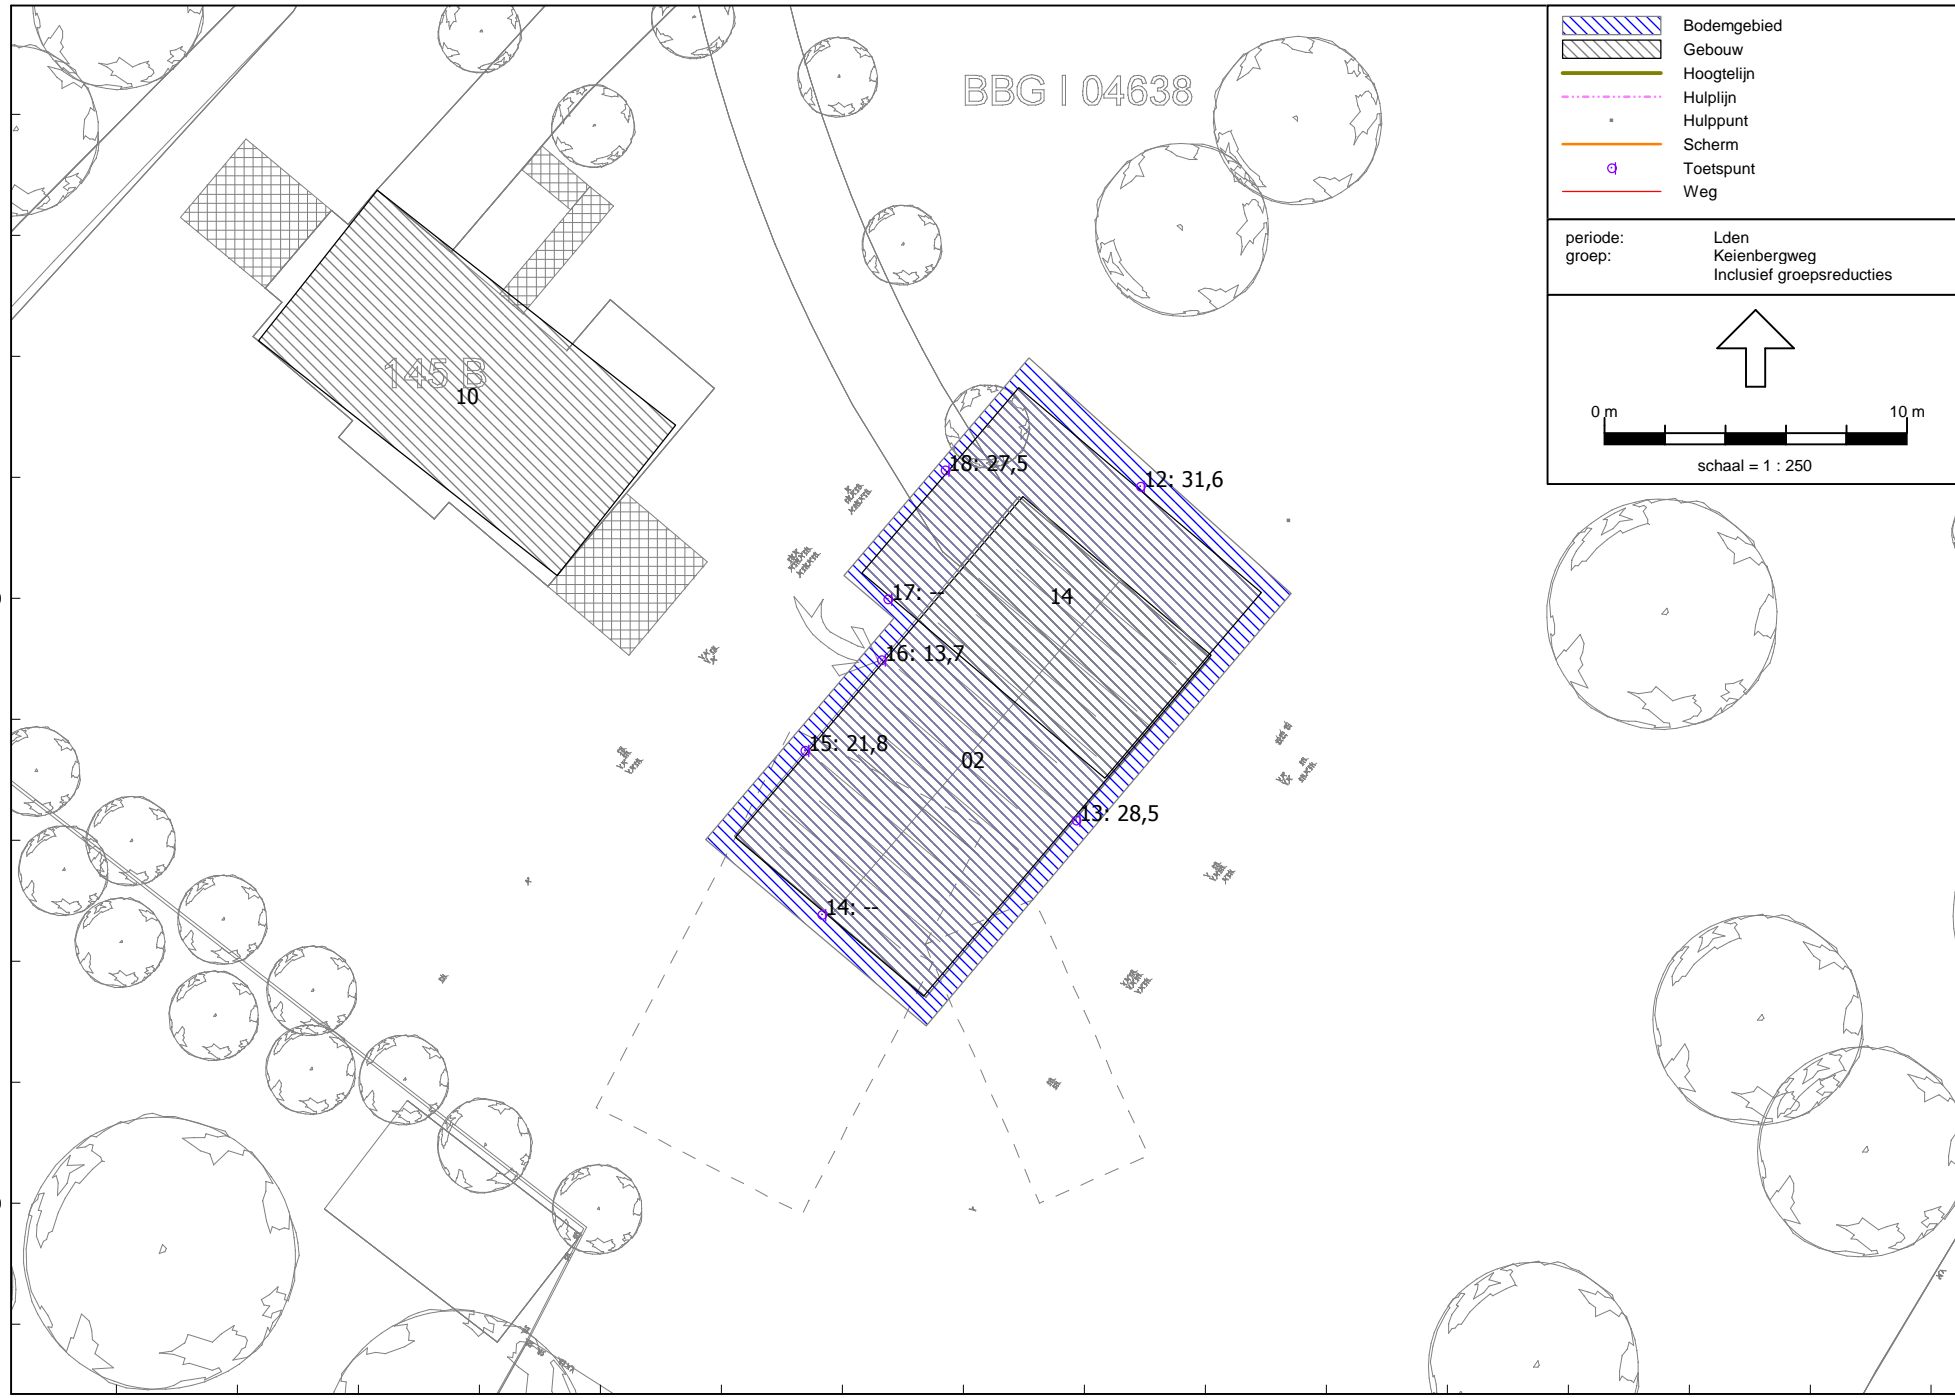 BBG I 04638
Bodemgebied
Gebouw
Hoogtelijn
Hulplijn
Hulppunt
Scherm
Toetspunt
Weg
periode: Lden
groep: Keienbergweg
Inclusief groepsreducties
0 m 10 m
schaal = 1 : 250
145 B
10
18: 27,5
12: 31,6
17: --
14
16: 13,7
15: 21,8
02
13: 28,5
14: --